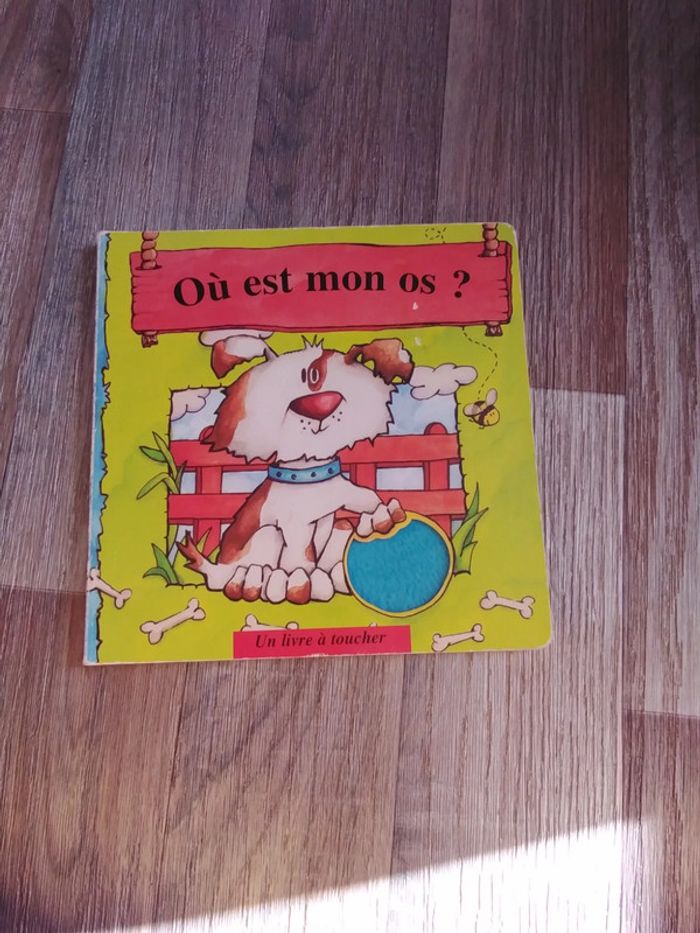 Où est mon os ?
Un livre à toucher